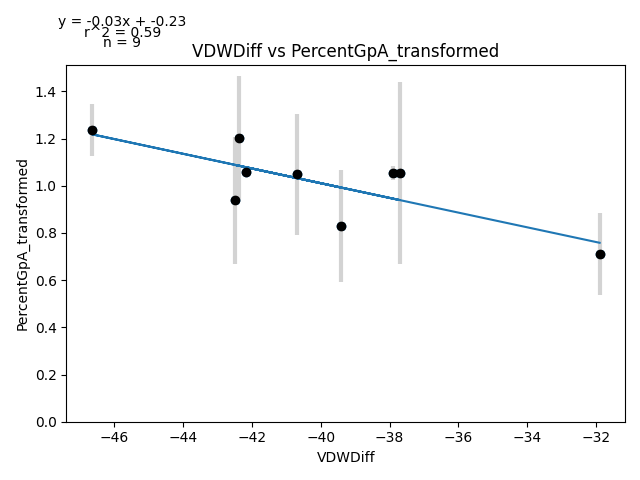 y = -0.03x + -0.23
r^2 = 0.59
n = 9
VDWDiff vs PercentGpA_transformed
1.4
1.2
1.0
0.8
0.6
0.4
0.2
0.0
PercentGpA_transformed
−46
−44
−42
−40
−38
−36
−34
−32
VDWDiff